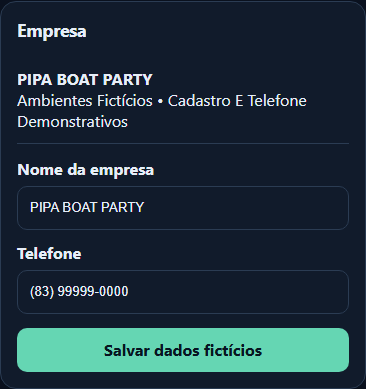 Empresa
PIPA BOAT PARTY
Ambientes Fictícios • Cadastro E Telefone
Demonstrativos
Nome da empresa
PIPA BOAT PARTY
Telefone
(83) 99999-0000
Salvar dados fictícios